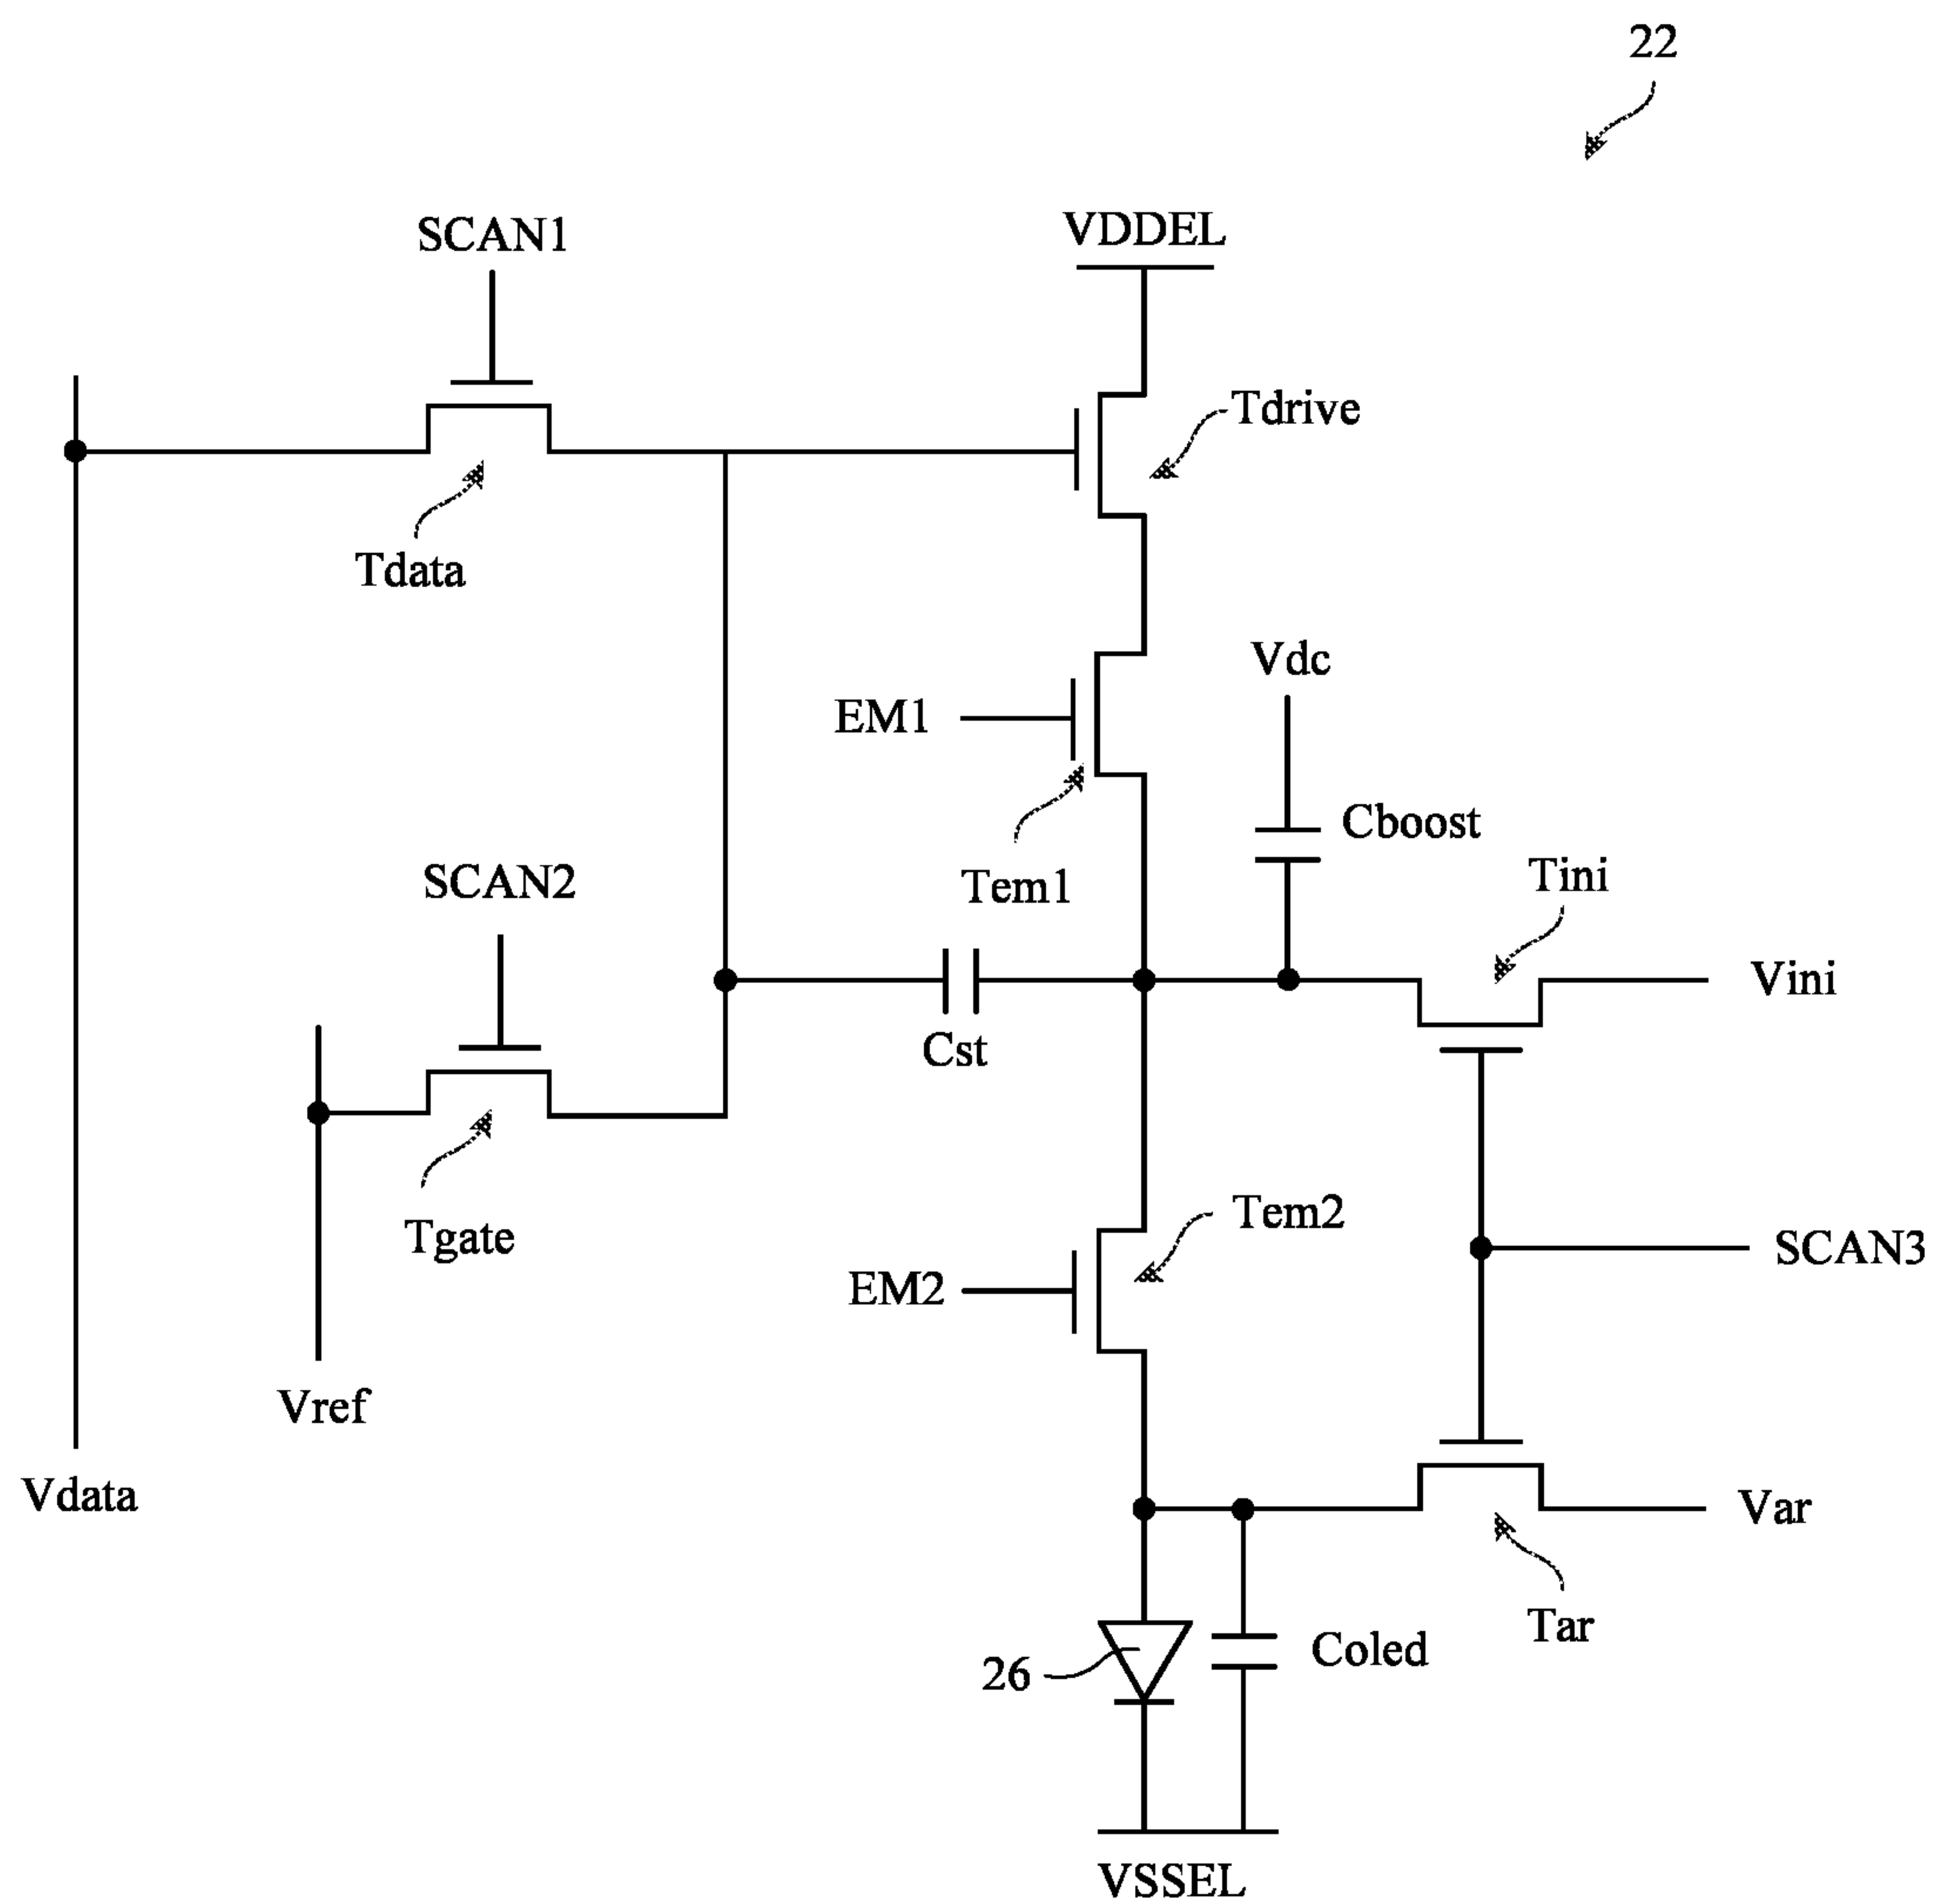 22
SCAN1
VDDEL
Tdrive
Tdata
Vdc
EM1
Cboost
Tini
SCAN2
Tem1
Vini
Cst
Tem2
Tgate
SCAN3
EM2
Vref
Vdata
Var
Tar
Coled
26
VSSEL